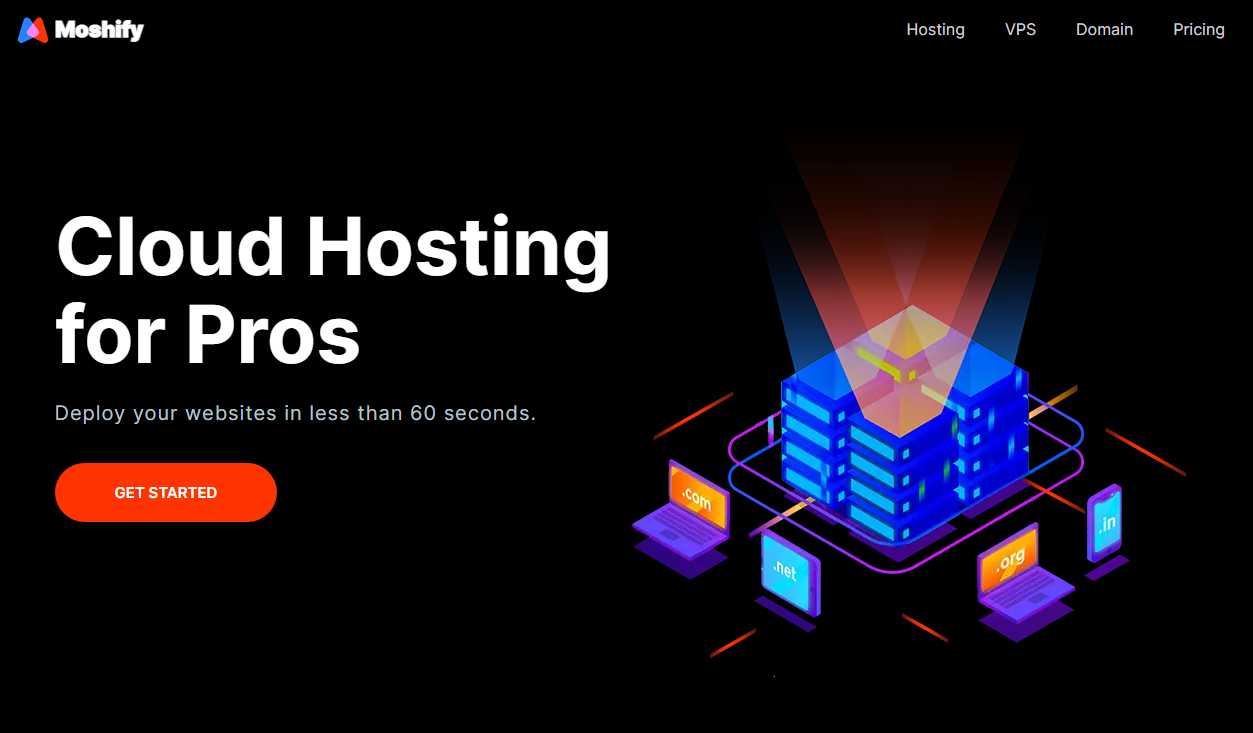 Moshify
Hosting
VPS
Domain
Pricing
Cloud Hosting
for Pros
Deploy your websites in less than 60 seconds.
GET STARTED
.com
.net
.org
.in